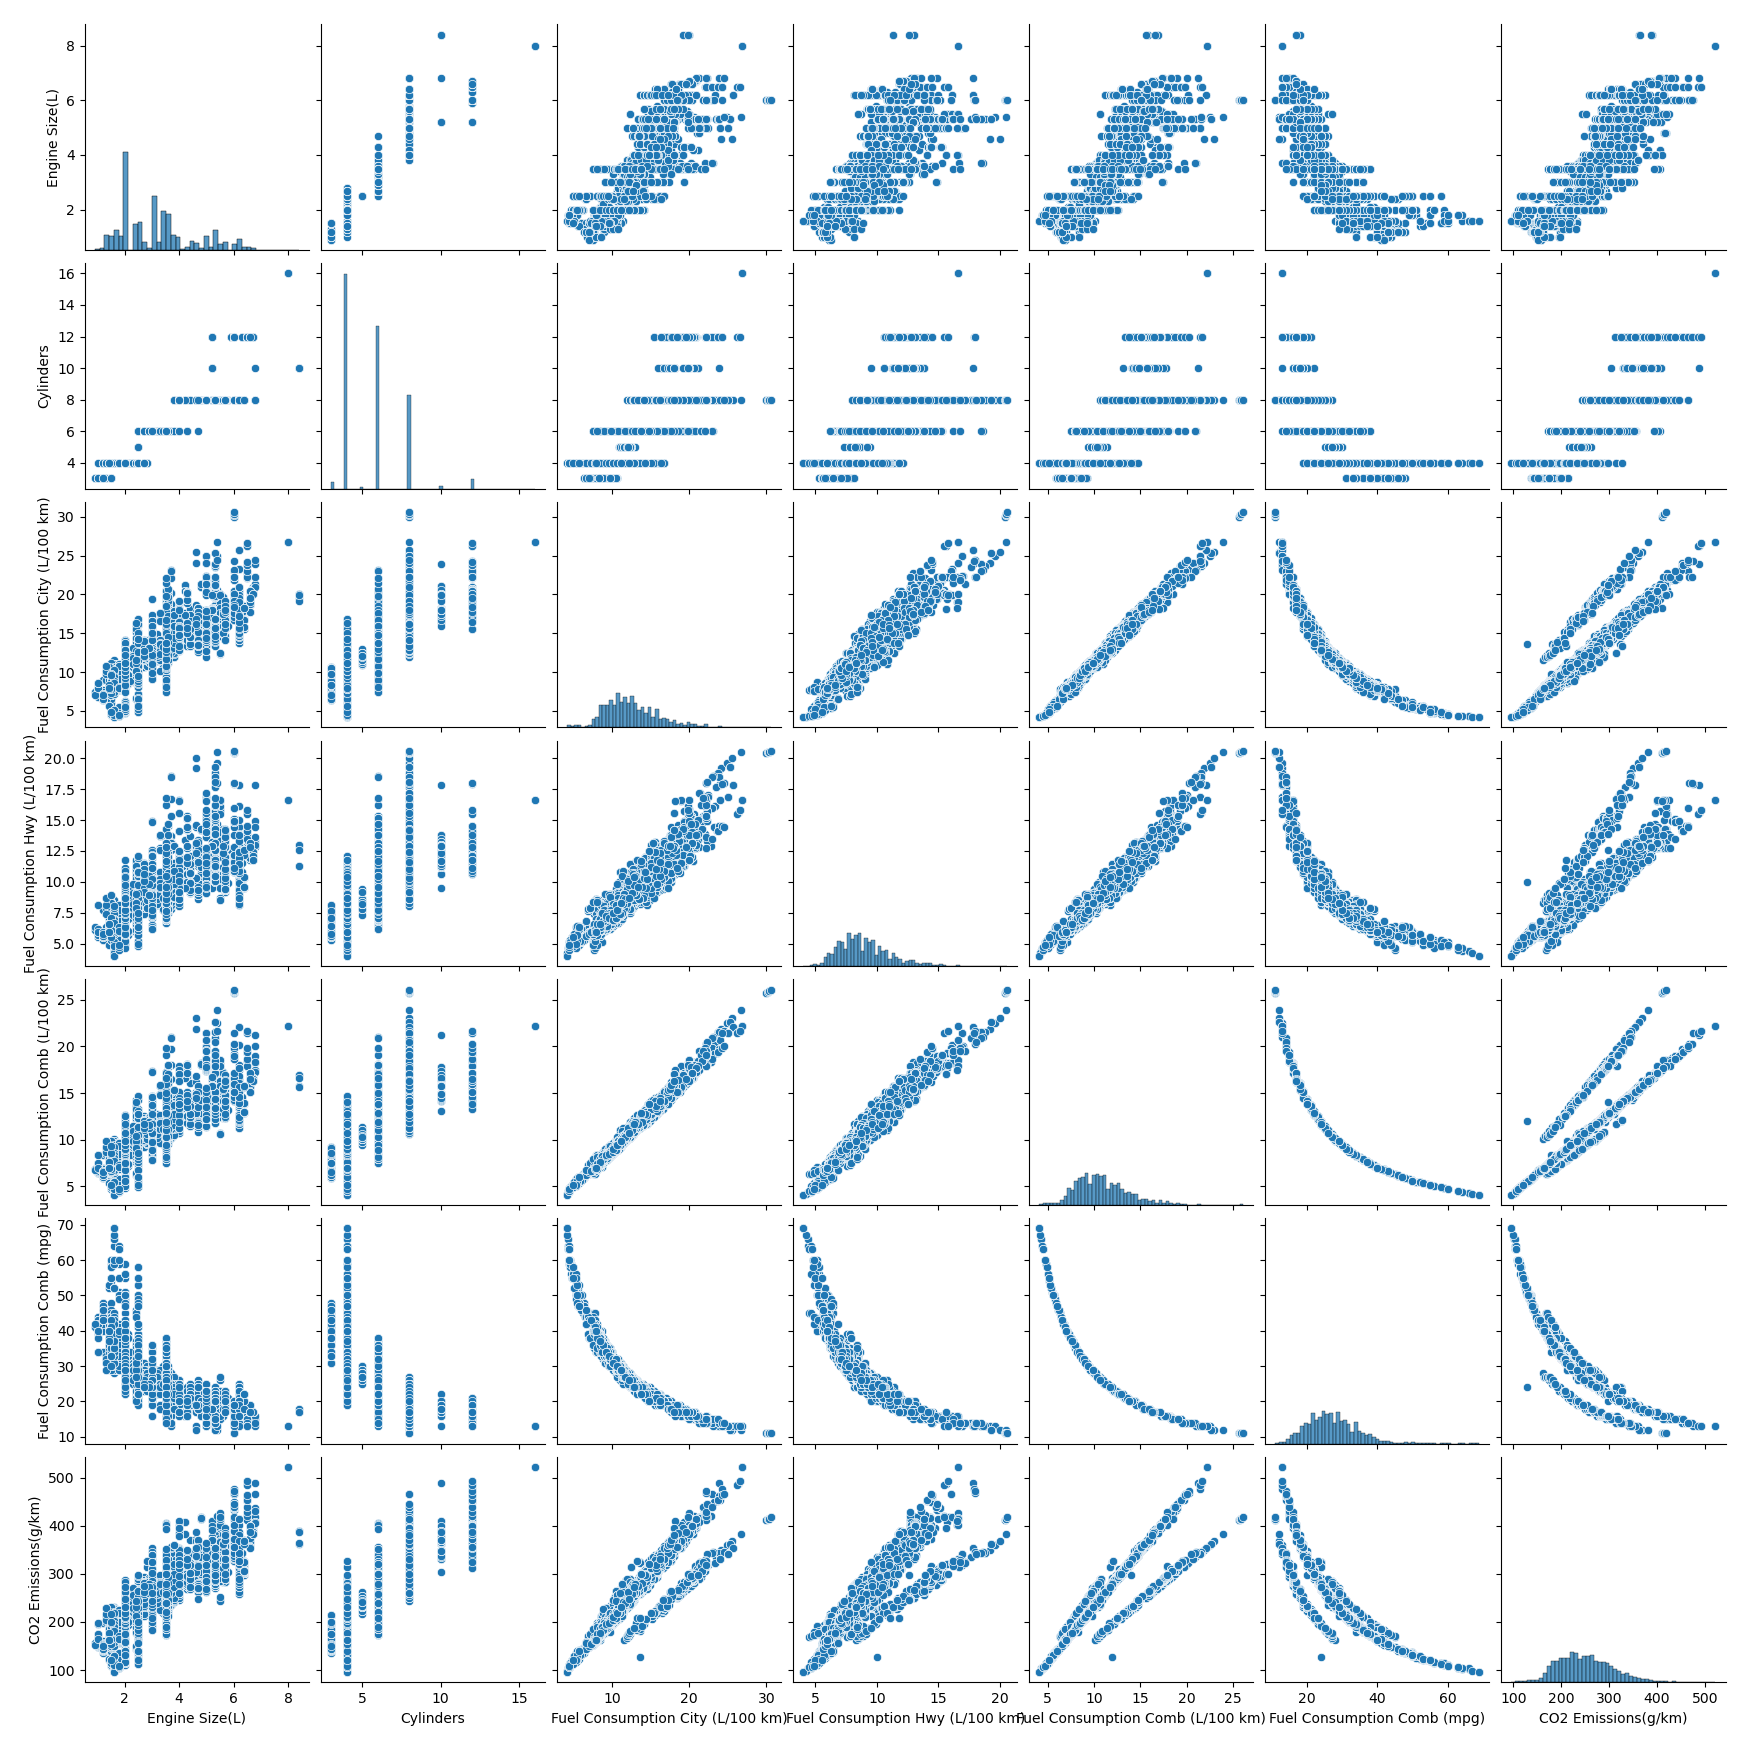 Engine Size(L)
8
6
4
2
Cylinders
16
14
12
10
8
6
4
Fuel Consumption City (L/100 km)
30
25
20
15
10
5
Fuel Consumption Hwy (L/100 km)
20.0
17.5
15.0
12.5
10.0
7.5
5.0
Fuel Consumption Comb (L/100 km)
25
20
15
10
5
Fuel Consumption Comb (mpg)
70
60
50
40
30
20
10
CO2 Emissions(g/km)
500
400
300
200
100
2 4 6 8
5 10 15
10 20 30
5 10 15 20
5 10 15 20 25
20 40 60
100 200 300 400 500
Engine Size(L)
Cylinders
Fuel Consumption City (L/100 km)
Fuel Consumption Hwy (L/100 km)
Fuel Consumption Comb (L/100 km)
Fuel Consumption Comb (mpg)
CO2 Emissions(g/km)